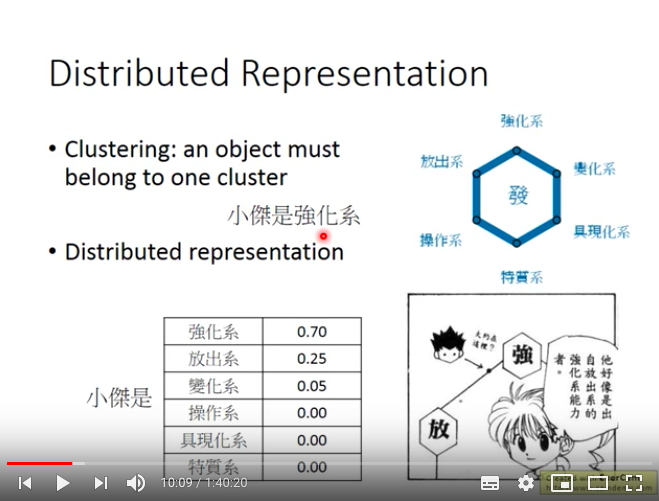 Distributed Representation
• Clustering: an object must
belong to one cluster
小傑是強化系
• Distributed representation
小傑是
強化系 0.70
放出系 0.25
變化系 0.05
操作系 0.00
具現化系 0.00
特質系 0.00
強化系
放出系
變化系
發
操作系
具現化系
特質系
大約在
這裡？
強
放
他好像是出
自放出系的
強化系能力
者。
10:09 / 1:40:20